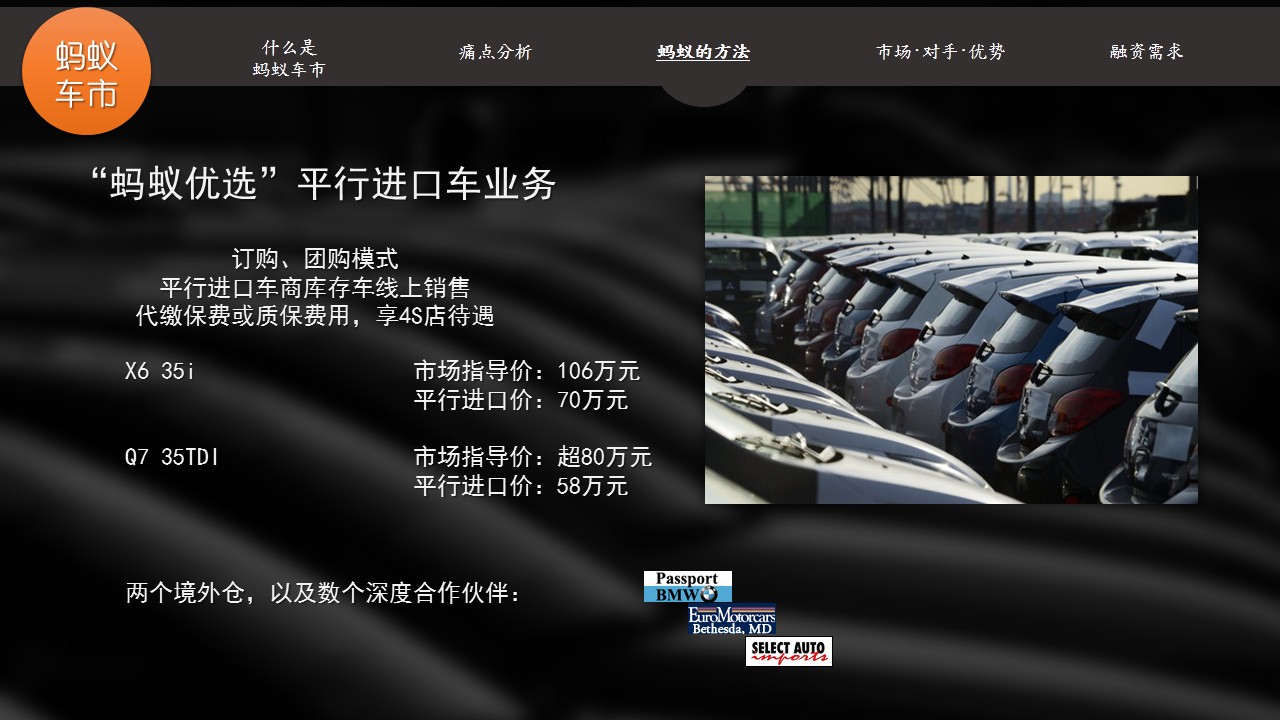 蚂蚁
车市
什么是
蚂蚁车市
痛点分析
蚂蚁的方法
市场·对手·优势
融资需求
“蚂蚁优选”平行进口车业务
订购、团购模式
平行进口车商库存车线上销售
代缴保费或质保费用，享4S店待遇
X6 35i
市场指导价：106万元
平行进口价：70万元
Q7 35TDI
市场指导价：超80万元
平行进口价：58万元
两个境外仓，以及数个深度合作伙伴：
Passport
BMW
EuroMotorcars
Bethesda, MD
SELECT AUTO
imports